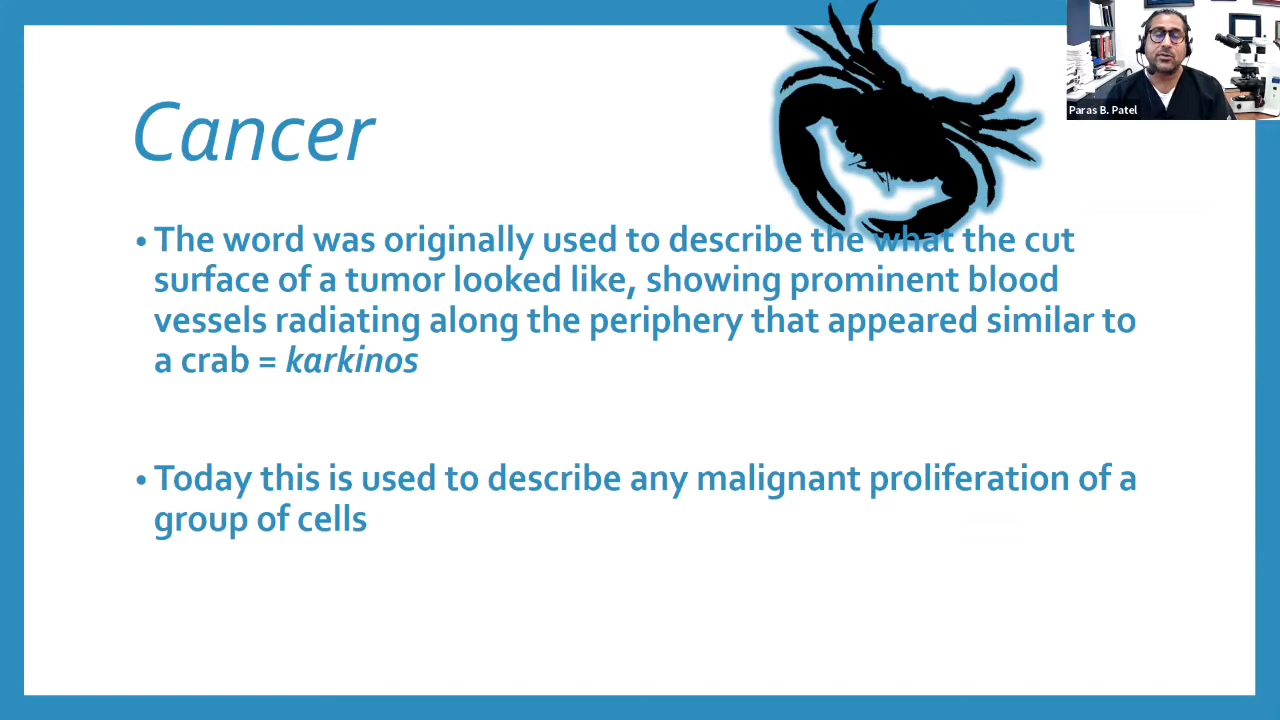 Cancer
• The word was originally used to describe the what the cut
surface of a tumor looked like, showing prominent blood
vessels radiating along the periphery that appeared similar to
a crab = karkinos
• Today this is used to describe any malignant proliferation of a
group of cells
Paras B. Patel